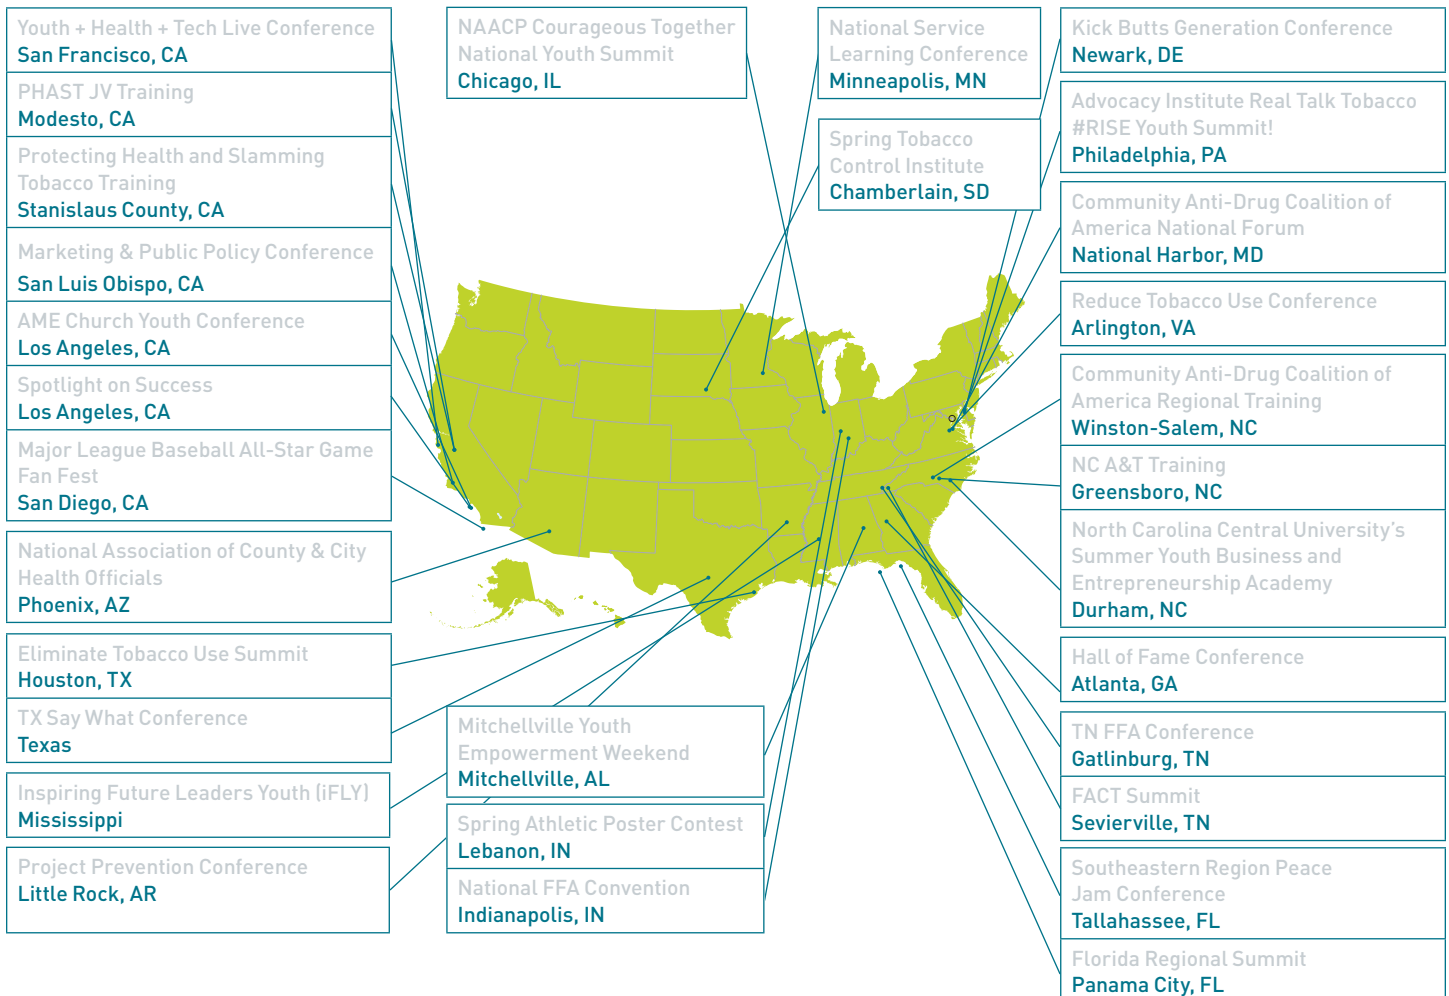 Youth + Health + Tech Live Conference
San Francisco, CA
PHAST JV Training
Modesto, CA
Protecting Health and Slamming
Tobacco Training
Stanislaus County, CA
Marketing & Public Policy Conference
San Luis Obispo, CA
AME Church Youth Conference
Los Angeles, CA
Spotlight on Success
Los Angeles, CA
Major League Baseball All-Star Game
Fan Fest
San Diego, CA
National Association of County & City
Health Officials
Phoenix, AZ
Eliminate Tobacco Use Summit
Houston, TX
TX Say What Conference
Texas
Inspiring Future Leaders Youth (iFLY)
Mississippi
Project Prevention Conference
Little Rock, AR
NAACP Courageous Together
National Youth Summit
Chicago, IL
Mitchellville Youth
Empowerment Weekend
Mitchellville, AL
Spring Athletic Poster Contest
Lebanon, IN
National FFA Convention
Indianapolis, IN
National Service
Learning Conference
Minneapolis, MN
Spring Tobacco
Control Institute
Chamberlain, SD
Kick Butts Generation Conference
Newark, DE
Advocacy Institute Real Talk Tobacco
#RISE Youth Summit!
Philadelphia, PA
Community Anti-Drug Coalition of
America National Forum
National Harbor, MD
Reduce Tobacco Use Conference
Arlington, VA
Community Anti-Drug Coalition of
America Regional Training
Winston-Salem, NC
NC A&T Training
Greensboro, NC
North Carolina Central University’s
Summer Youth Business and
Entrepreneurship Academy
Durham, NC
Hall of Fame Conference
Atlanta, GA
TN FFA Conference
Gatlinburg, TN
FACT Summit
Sevierville, TN
Southeastern Region Peace
Jam Conference
Tallahassee, FL
Florida Regional Summit
Panama City, FL